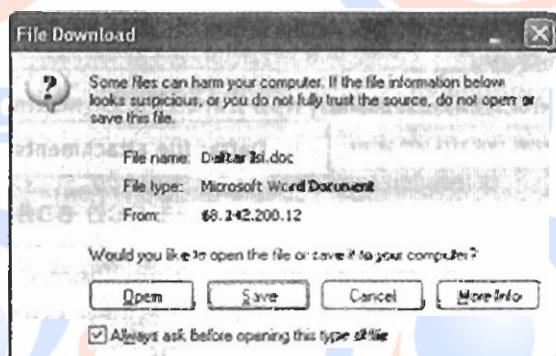 File Download
Some files can harm your computer. If the file information below
looks suspicious, or you do not fully trust the source, do not open or
save this file.
File name: Daftar Isi.doc
File type: Microsoft Word Document
From: 68.142.200.12
Would you like to open the file or save it to your computer?
Open
Save
Cancel
More Info
Always ask before opening this type of file